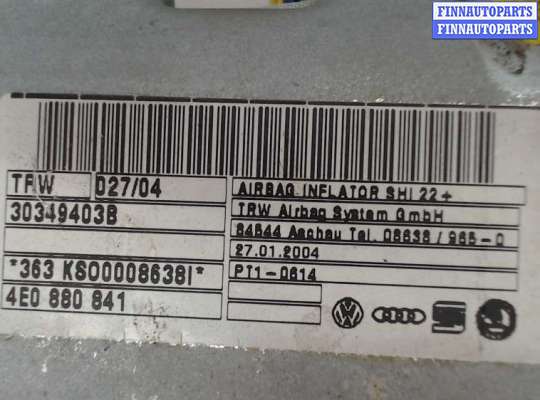 FINNAUTOPARTS
FINNAUTOPARTS
TRW 027/04
30349403B
*363 KS00008638I*
4E0 880 841
AIRBAG INFLATOR SHI 22+
TRW Airbag System GmbH
84544 Aschau Tel. 08638 / 965-0
27.01.2004
PT1-0614